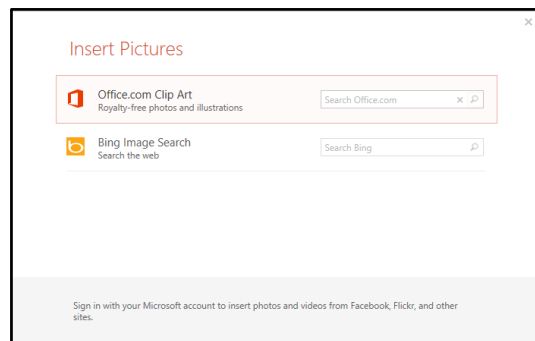 Insert Pictures
Office.com Clip Art
Royalty-free photos and illustrations
Search Office.com
Bing Image Search
Search the web
Search Bing
Sign in with your Microsoft account to insert photos and videos from Facebook, Flickr, and other
sites.